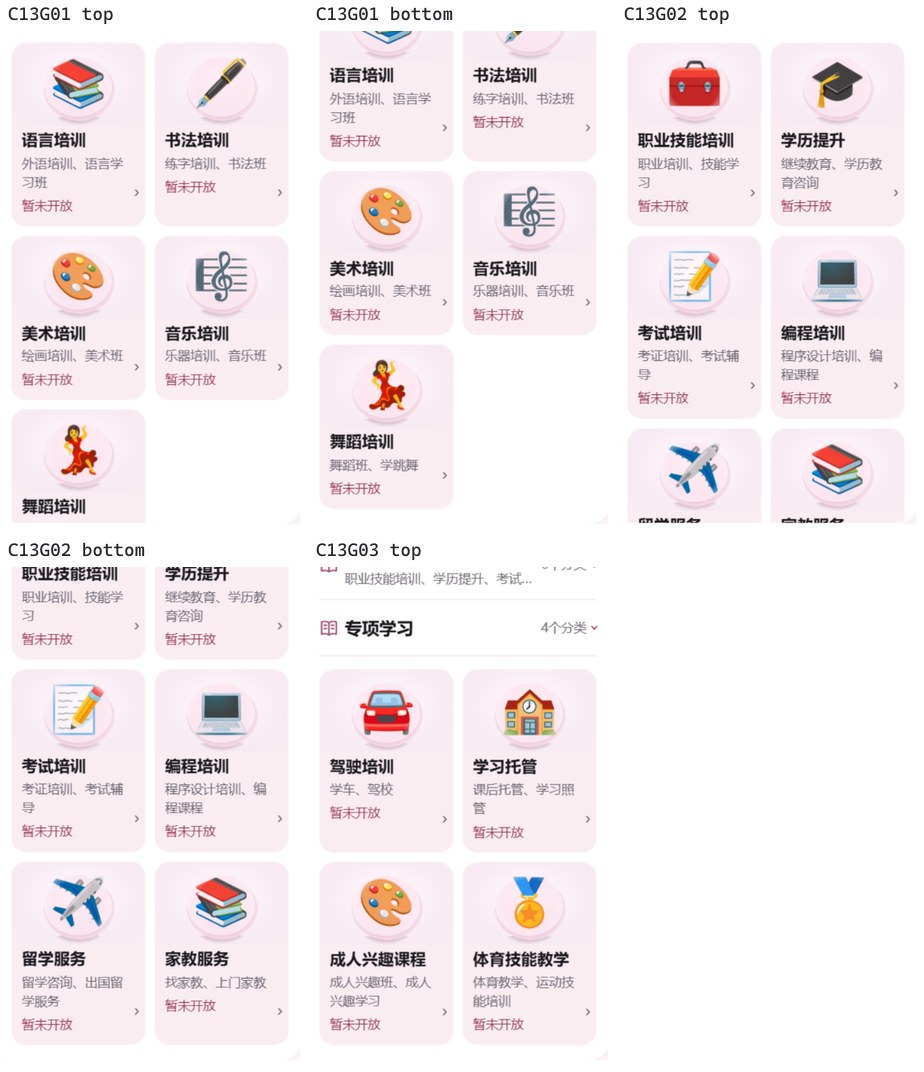 C13G01 top
语言培训
外语培训、语言学
习班
暂未开放
书法培训
练字培训、书法班
暂未开放
美术培训
绘画培训、美术班
暂未开放
音乐培训
乐器培训、音乐班
暂未开放
舞蹈培训
C13G01 bottom
语言培训
外语培训、语言学
习班
暂未开放
书法培训
练字培训、书法班
暂未开放
美术培训
绘画培训、美术班
暂未开放
音乐培训
乐器培训、音乐班
暂未开放
舞蹈培训
舞蹈班、学跳舞
暂未开放
C13G02 top
职业技能培训
职业培训、技能学
习
暂未开放
学历提升
继续教育、学历教
育咨询
暂未开放
考试培训
考证培训、考试辅
导
暂未开放
编程培训
程序设计培训、编
程课程
暂未开放
C13G02 bottom
职业技能培训
职业培训、技能学
习
暂未开放
学历提升
继续教育、学历教
育咨询
暂未开放
考试培训
考证培训、考试辅
导
暂未开放
编程培训
程序设计培训、编
程课程
暂未开放
留学服务
留学咨询、出国留
学服务
暂未开放
家教服务
找家教、上门家教
暂未开放
C13G03 top
职业技能培训、学历提升、考试...
专项学习
4个分类
驾驶培训
学车、驾校
暂未开放
学习托管
课后托管、学习照
管
暂未开放
成人兴趣课程
成人兴趣班、成人
兴趣学习
暂未开放
体育技能教学
体育教学、运动技
能培训
暂未开放